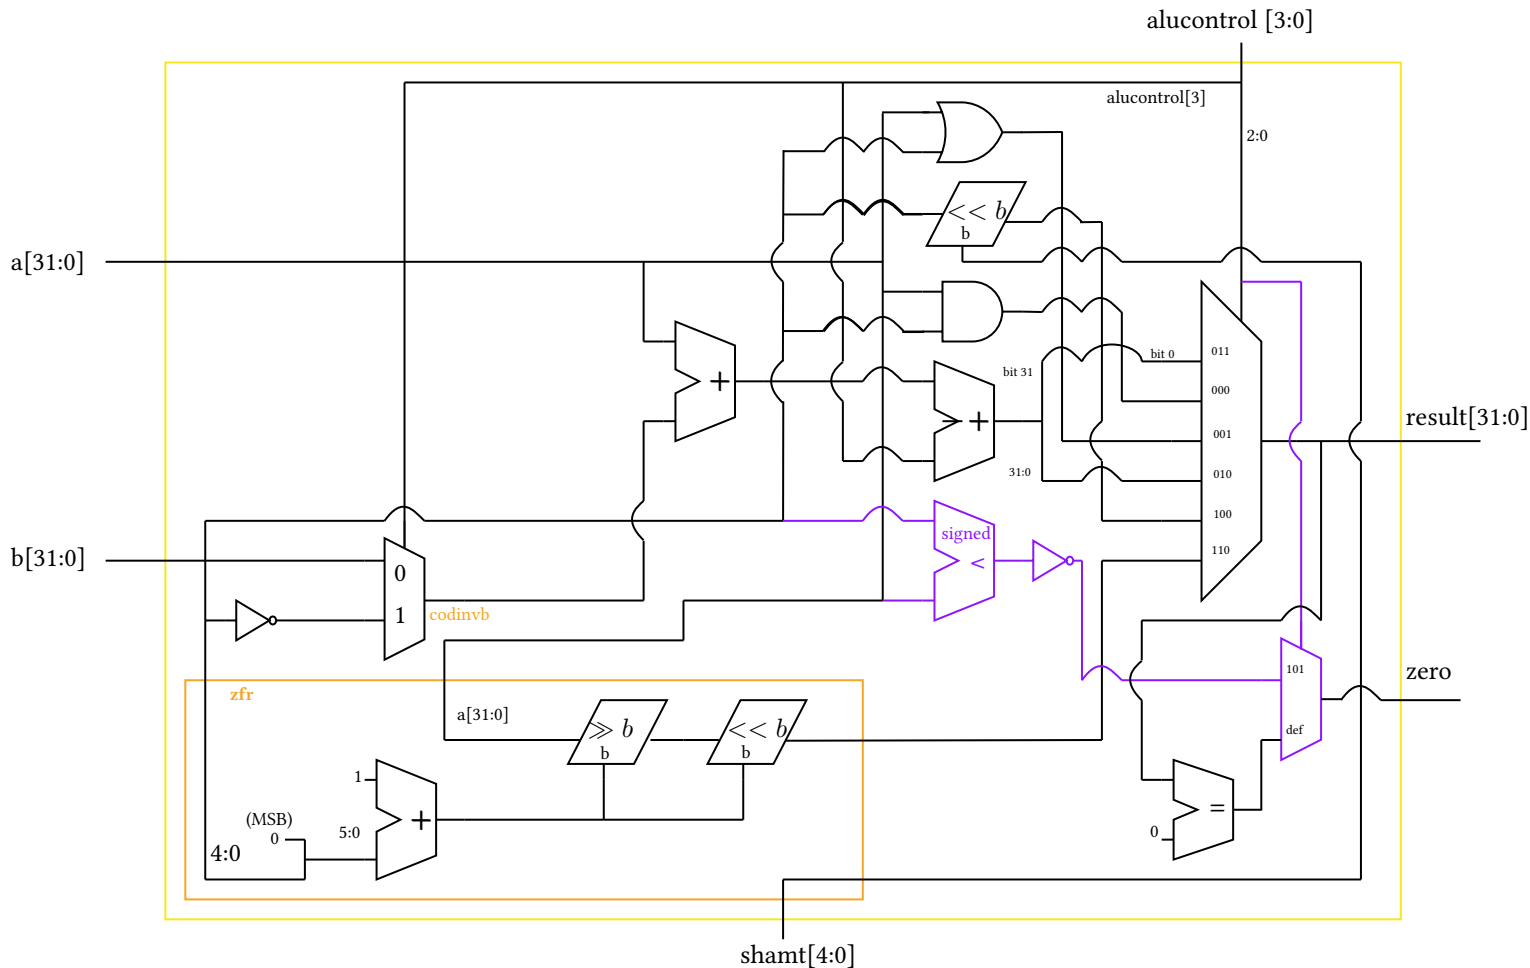 alucontrol [3:0]
alucontrol[3]
2:0
<< b
b
a[31:0]
bit 0
011
bit 31
000
+
+
result[31:0]
001
31:0
010
100
signed
<
110
b[31:0]
0
1
codinvb
zfr
101
zero
a[31:0]
≫ b
b
<< b
b
def
1
+
=
(MSB)
0
5:0
0
4:0
shamt[4:0]